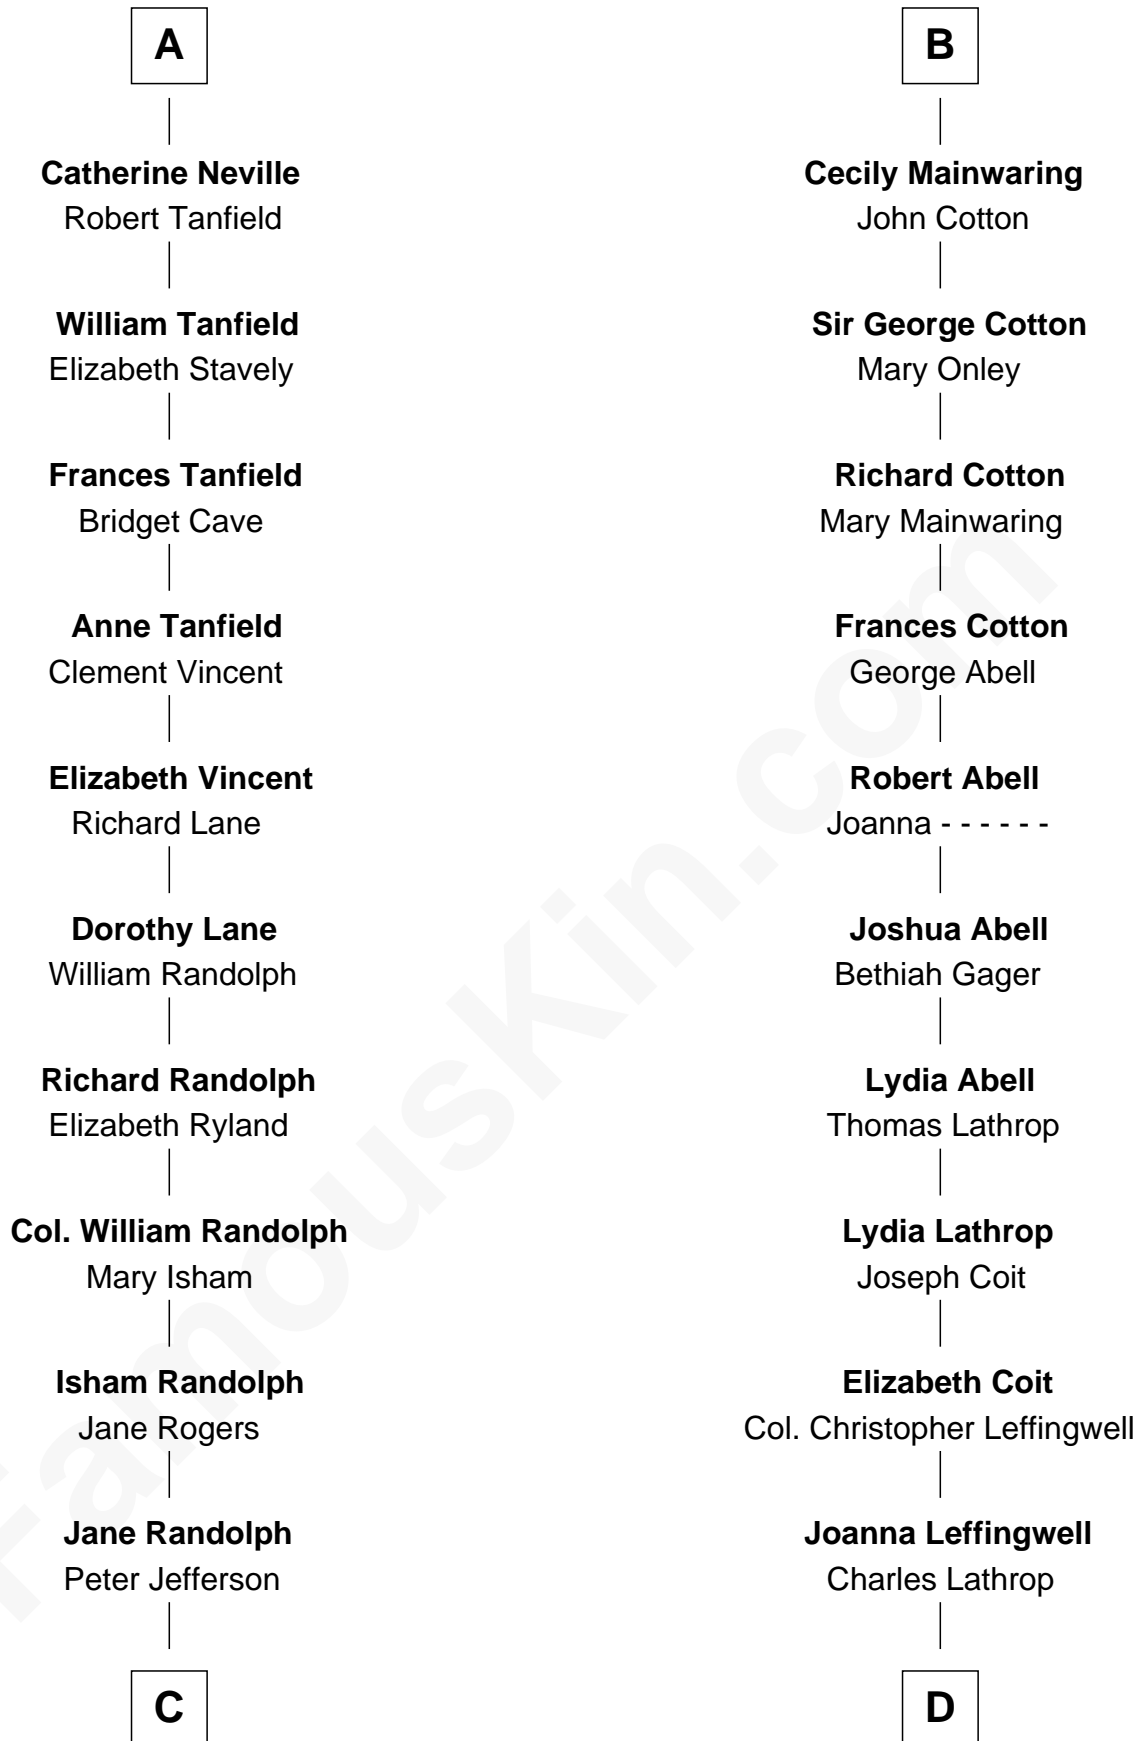 A
Catherine Neville
Robert Tanfield
William Tanfield
Elizabeth Stavely
Frances Tanfield
Bridget Cave
Anne Tanfield
Clement Vincent
Elizabeth Vincent
Richard Lane
Dorothy Lane
William Randolph
Richard Randolph
Elizabeth Ryland
Col. William Randolph
Mary Isham
Isham Randolph
Jane Rogers
Jane Randolph
Peter Jefferson
C
B
Cecily Mainwaring
John Cotton
Sir George Cotton
Mary Onley
Richard Cotton
Mary Mainwaring
Frances Cotton
George Abell
Robert Abell
Joanna - - - - - -
Joshua Abell
Bethiah Gager
Lydia Abell
Thomas Lathrop
Lydia Lathrop
Joseph Coit
Elizabeth Coit
Col. Christopher Leffingwell
Joanna Leffingwell
Charles Lathrop
D
FamousKin.com